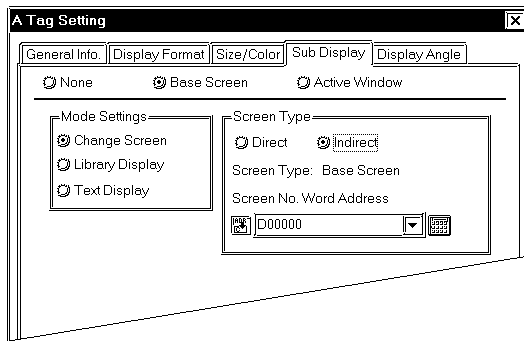 A Tag Setting
General Info. Display Format Size/Color Sub Display Display Angle
None Base Screen Active Window
Mode Settings
Change Screen
Library Display
Text Display
Screen Type
Direct Indirect
Screen Type: Base Screen
Screen No. Word Address
D00000